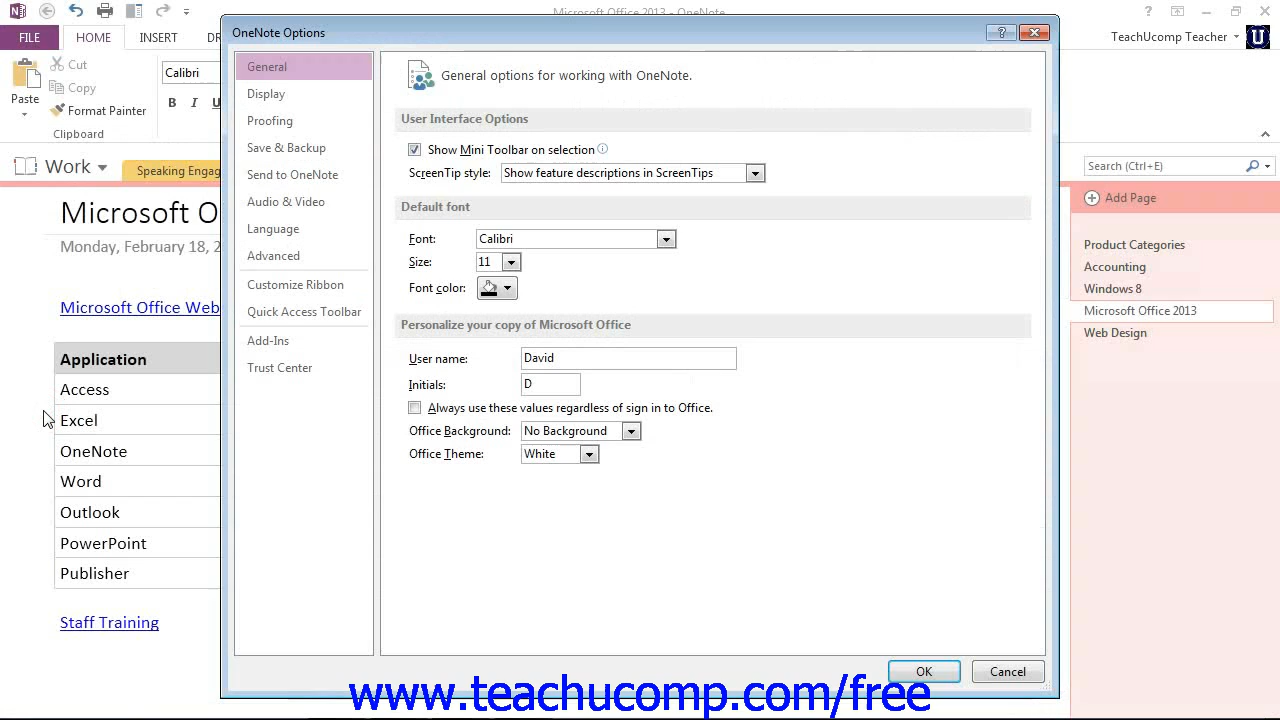 Microsoft Office 2013 - OneNote
OneNote Options
FILE HOME INSERT
TeachUcomp Teacher
Cut
Copy
Format Painter
Paste
Clipboard
Calibri
B I U
Work
Speaking Engag
Search (Ctrl+E)
Microsoft O
Monday, February 18, 2
Microsoft Office Web
Application
Access
Excel
OneNote
Word
Outlook
PowerPoint
Publisher
Staff Training
General
Display
Proofing
Save & Backup
Send to OneNote
Audio & Video
Language
Advanced
Customize Ribbon
Quick Access Toolbar
Add-Ins
Trust Center
General options for working with OneNote.
User Interface Options
Show Mini Toolbar on selection
ScreenTip style: Show feature descriptions in ScreenTips
Default font
Font: Calibri
Size: 11
Font color:
Personalize your copy of Microsoft Office
User name: David
Initials: D
Always use these values regardless of sign in to Office.
Office Background: No Background
Office Theme: White
OK Cancel
Add Page
Product Categories
Accounting
Windows 8
Microsoft Office 2013
Web Design
www.teachucomp.com/free